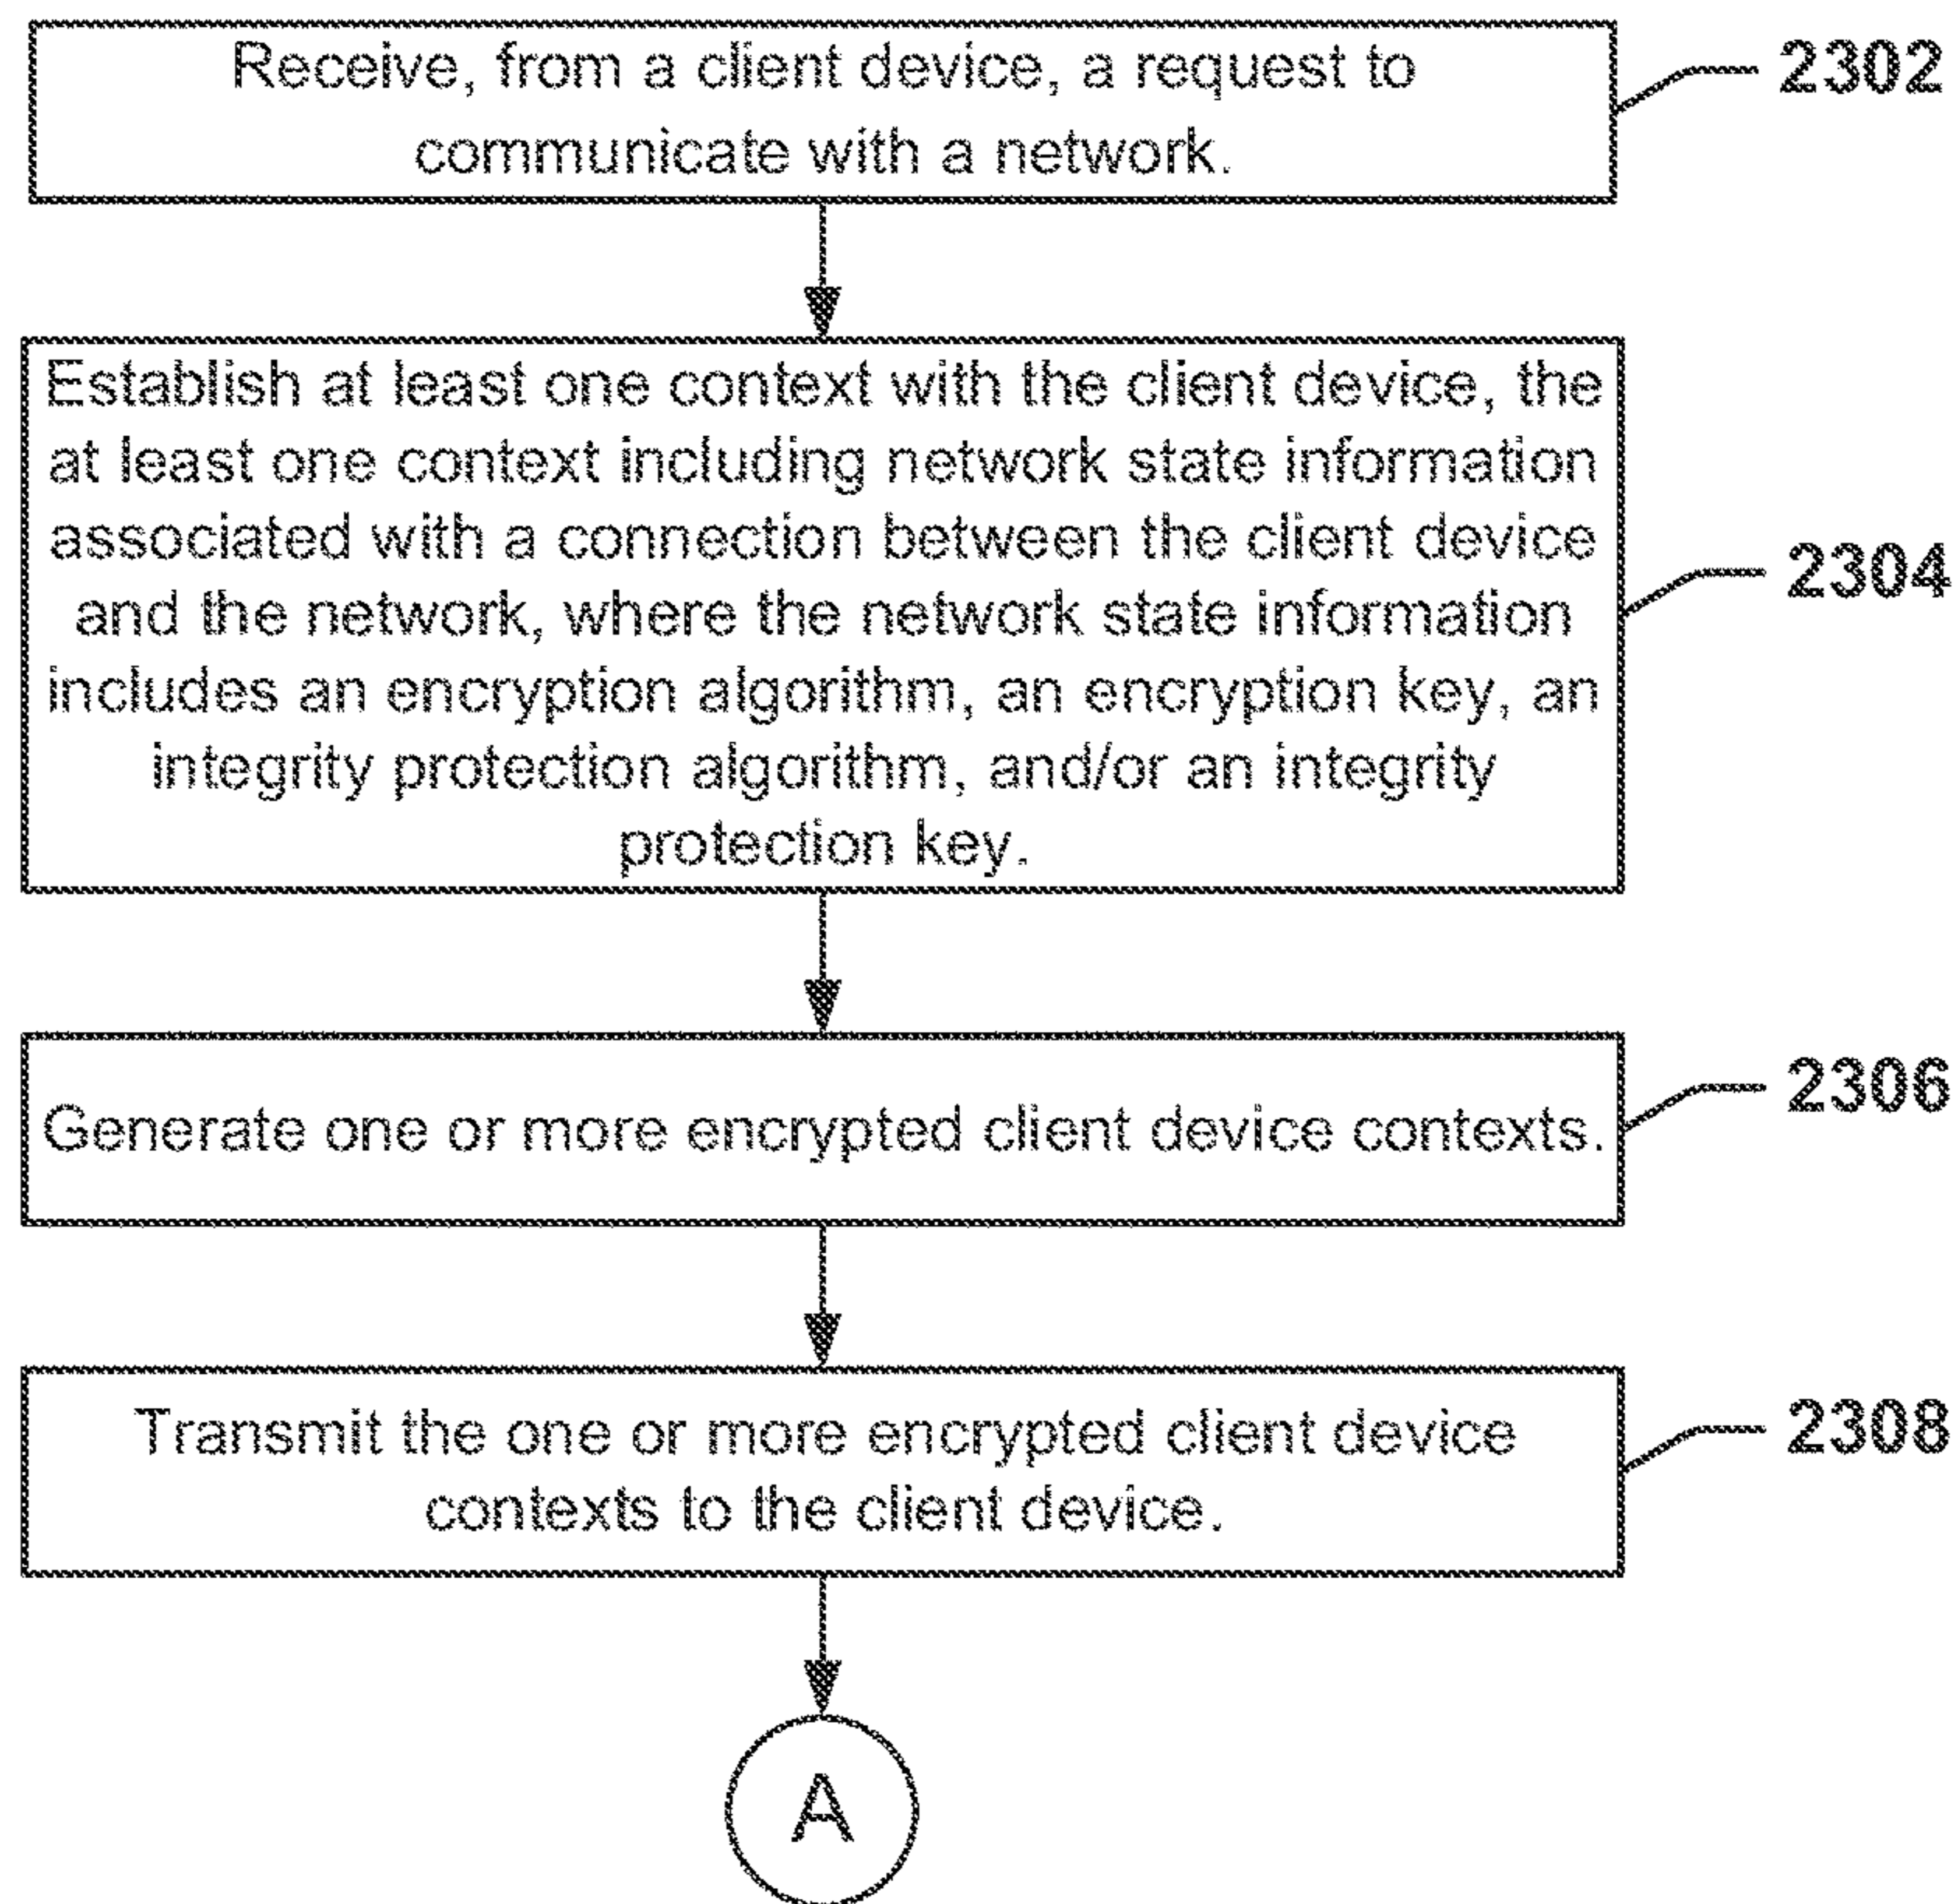 Receive, from a client device, a request to
communicate with a network.
2302
Establish at least one context with the client device, the
at least one context including network state information
associated with a connection between the client device
and the network, where the network state information
includes an encryption algorithm, an encryption key, an
integrity protection algorithm, and/or an integrity
protection key.
2304
Generate one or more encrypted client device contexts.
2306
Transmit the one or more encrypted client device
contexts to the client device.
2308
A